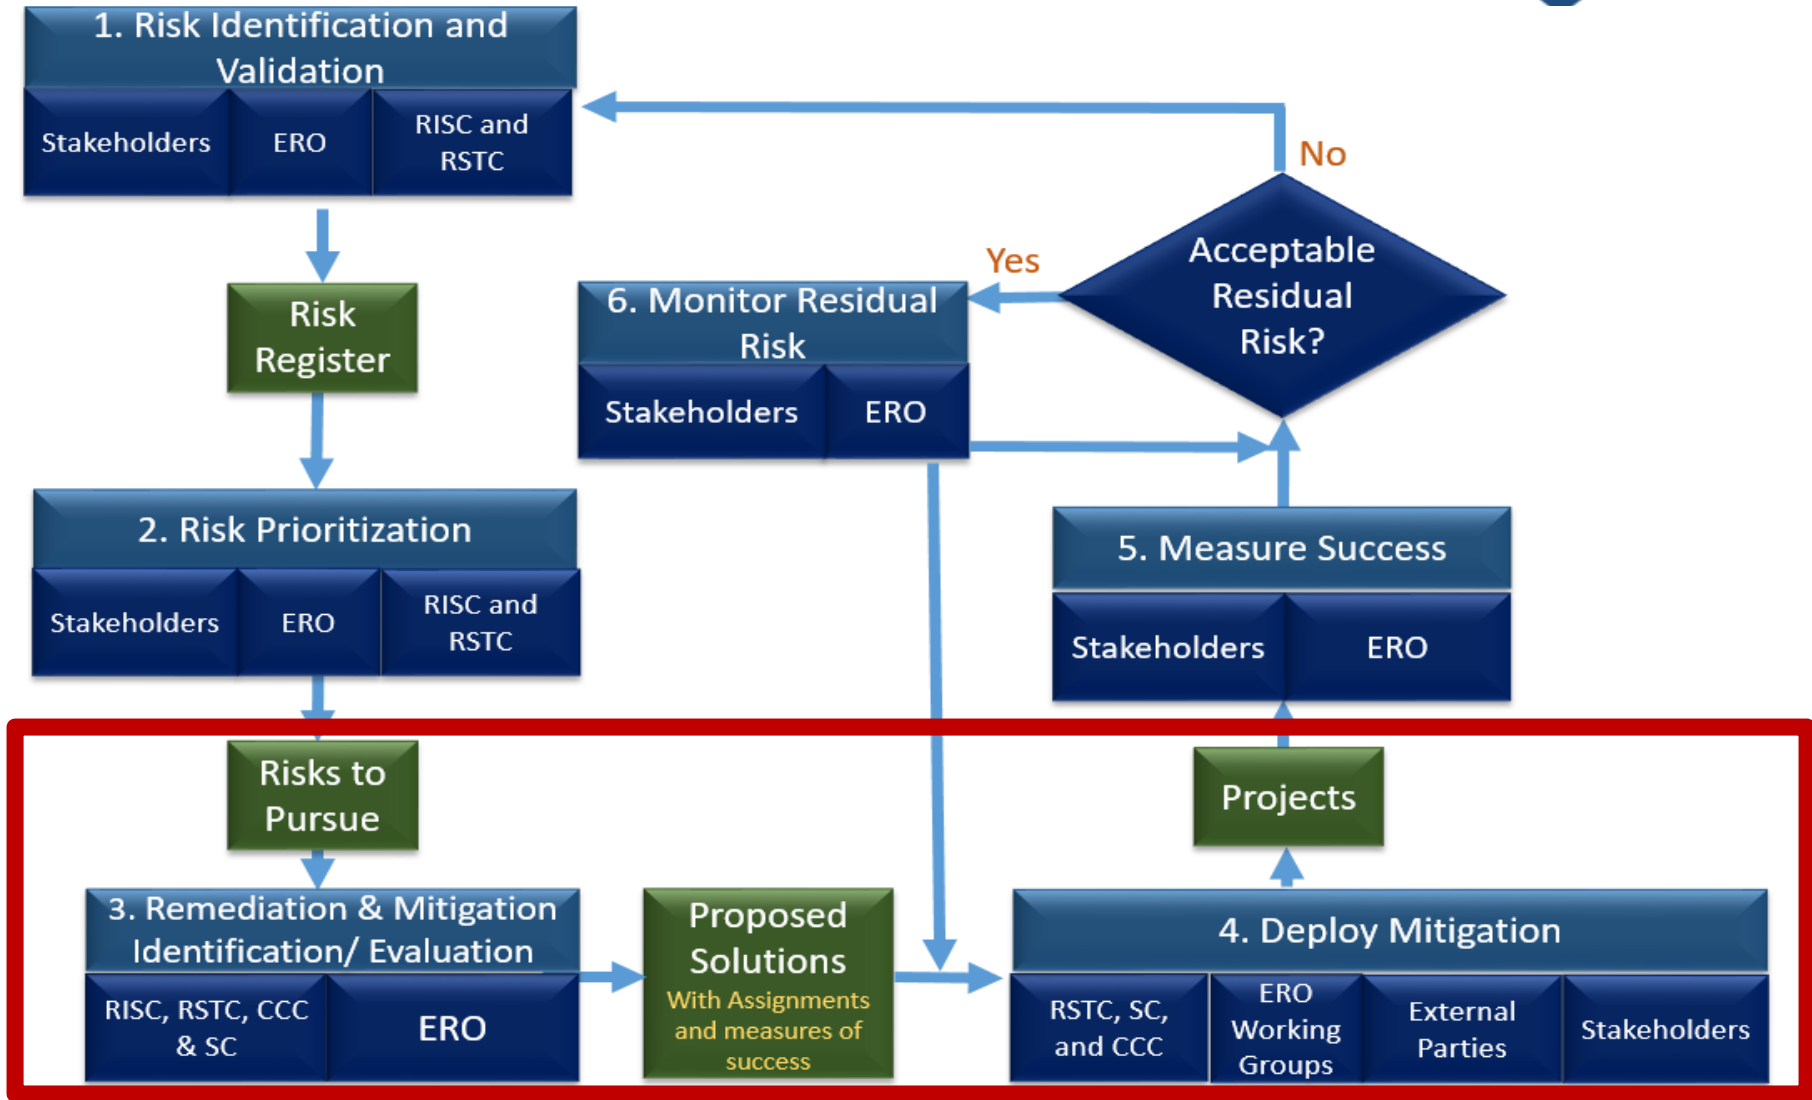 1. Risk Identification and
Validation
Stakeholders
ERO
RISC and
RSTC
Risk
Register
2. Risk Prioritization
Stakeholders
ERO
RISC and
RSTC
Risks to
Pursue
3. Remediation & Mitigation
Identification/ Evaluation
RISC, RSTC, CCC
& SC
ERO
Proposed
Solutions
With Assignments
and measures of
success
4. Deploy Mitigation
RSTC, SC,
and CCC
ERO
Working
Groups
External
Parties
Stakeholders
Projects
5. Measure Success
Stakeholders
ERO
Acceptable
Residual
Risk?
No
Yes
6. Monitor Residual
Risk
Stakeholders
ERO